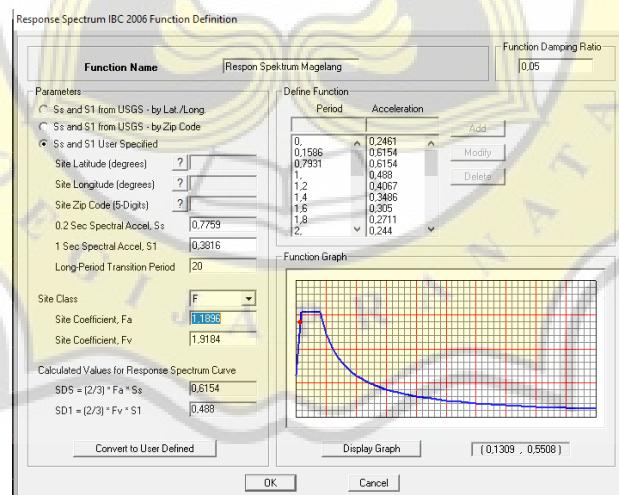 Response Spectrum IBC 2006 Function Definition
Function Damping Ratio
Function Name
Respon Spektrum Magelang
0,05
Parameters
Ss and S1 from USGS - by Lat./Long.
Ss and S1 from USGS - by Zip Code
Ss and S1 User Specified
Site Latitude (degrees) ?
Site Longitude (degrees) ?
Site Zip Code (5-Digits) ?
0.2 Sec Spectral Accel, Ss 0,7759
1 Sec Spectral Accel, S1 0,3816
Long-Period Transition Period 20
Site Class F
Site Coefficient, Fa 1,1896
Site Coefficient, Fv 1,9184
Calculated Values for Response Spectrum Curve
SDS = (2/3) * Fa * Ss 0,6154
SD1 = (2/3) * Fv * S1 0,488
Convert to User Defined
Define Function
Period Acceleration
0, 0,2461
0,1586 0,6154
0,7931 0,6154
1, 0,488
1,2 0,4067
1,4 0,3486
1,6 0,305
1,8 0,2711
2, 0,244
Add
Modify
Delete
Function Graph
Display Graph
(0,1309 , 0,5508 )
OK
Cancel